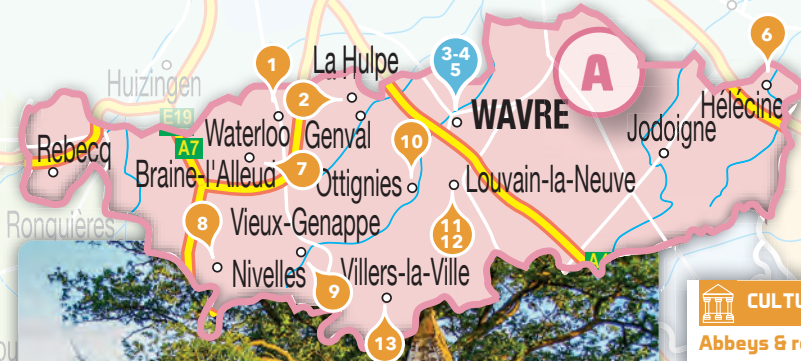 6
La Hulpe
3-4
5
1
A
Huizingen
2
E19
WAVRE
Hélécine
Waterloo
Genval
10
Jodoigne
A7
Rebecq
Braine-l'Alleud
7
Ottignies
Louvain-la-Neuve
8
Vieux-Genappe
11
12
Ronquières
Nivelles
9
Villers-la-Ville
13
CULTU
Abbeys & r